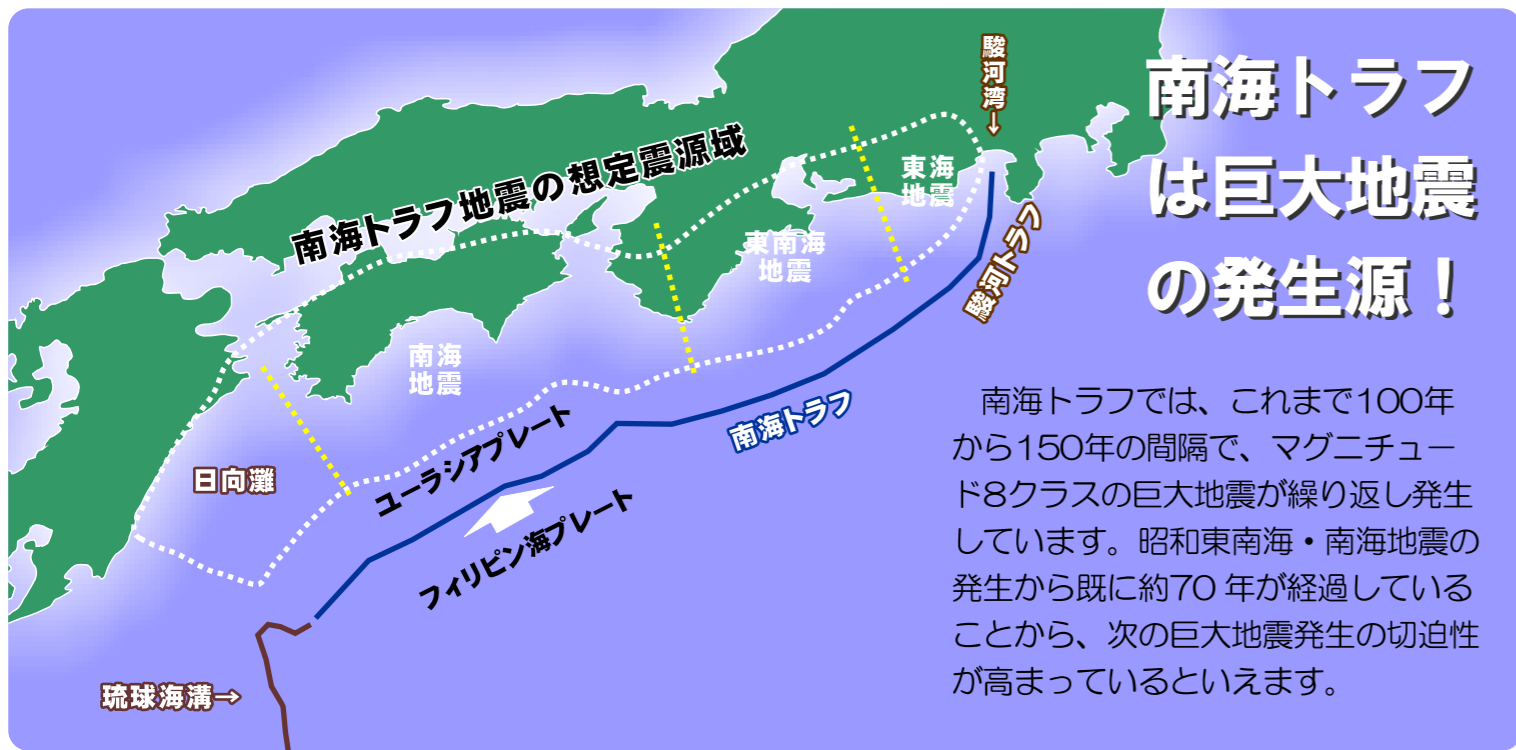 南海トラフ
は巨大地震
の発生源！
駿河湾→
南海トラフ地震の想定震源域
東海
地震
東南海
地震
駿河トラフ
南海
地震
南海トラフ
ユーラシアプレート
日向灘
フィリピン海プレート
琉球海溝→
南海トラフでは、これまで100年
から150年の間隔で、マグニチュー
ド8クラスの巨大地震が繰り返し発生
しています。昭和東南海・南海地震の
発生から既に約70 年が経過している
ことから、次の巨大地震発生の切迫性
が高まっているといえます。